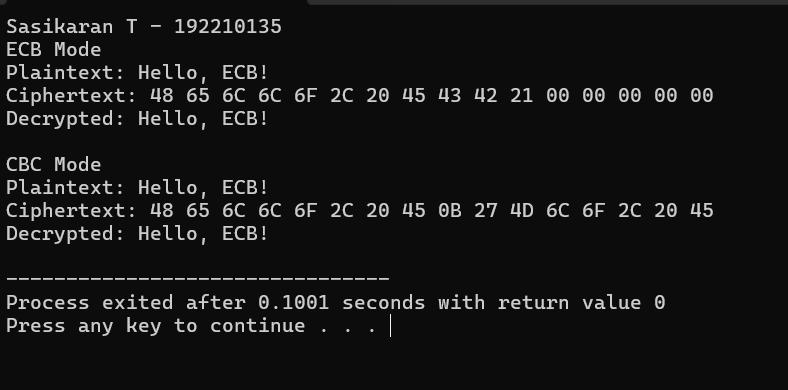 Sasikaran T - 192210135
ECB Mode
Plaintext: Hello, ECB!
Ciphertext: 48 65 6C 6C 6F 2C 20 45 43 42 21 00 00 00 00 00
Decrypted: Hello, ECB!

CBC Mode
Plaintext: Hello, ECB!
Ciphertext: 48 65 6C 6C 6F 2C 20 45 0B 27 4D 6C 6F 2C 20 45
Decrypted: Hello, ECB!

--------------------------------
Process exited after 0.1001 seconds with return value 0
Press any key to continue . . .